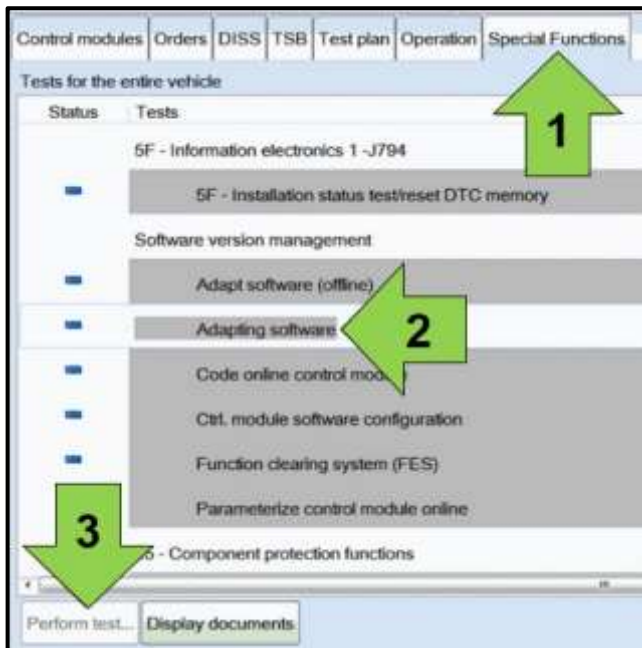 Control modules Orders DISS TSB Test plan Operation Special Functions
Tests for the entire vehicle
Status Tests
1
5F - Information electronics 1 -J794
5F - Installation status test/reset DTC memory
Software version management
Adapt software (offline)
Adapting software
2
Code online control
Ctrl. module software configuration
Function clearing system (FES)
Parameterize control module online
3
- Component protection functions
Perform test... Display documents